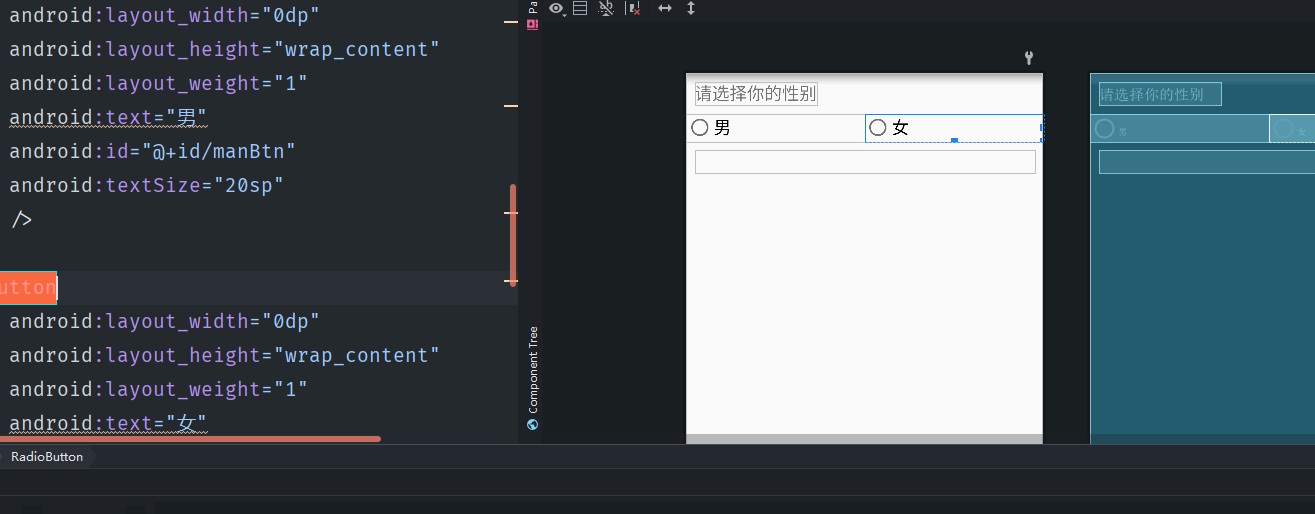 android:layout_width="0dp"
android:layout_height="wrap_content"
android:layout_weight="1"
android:text="男"
android:id="@+id/manBtn"
android:textSize="20sp"
/>
utton
android:layout_width="0dp"
android:layout_height="wrap_content"
android:layout_weight="1"
android:text="女"
RadioButton
Pa
Component Tree
请选择你的性别
男
女
请选择你的性别
男
女